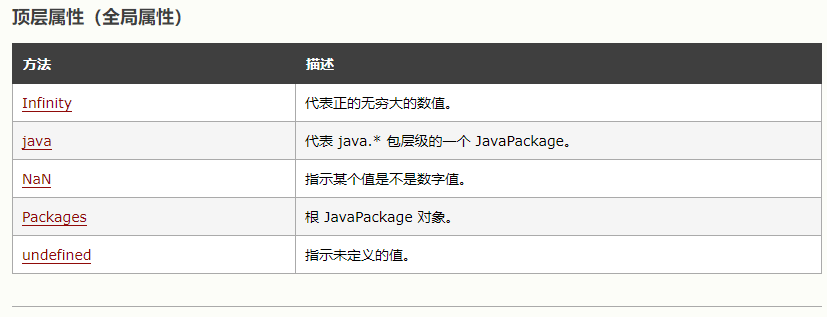 顶层属性（全局属性）
方法 描述
Infinity 代表正的无穷大的数值。
java 代表 java.* 包层级的一个 JavaPackage。
NaN 指示某个值是不是数字值。
Packages 根 JavaPackage 对象。
undefined 指示未定义的值。